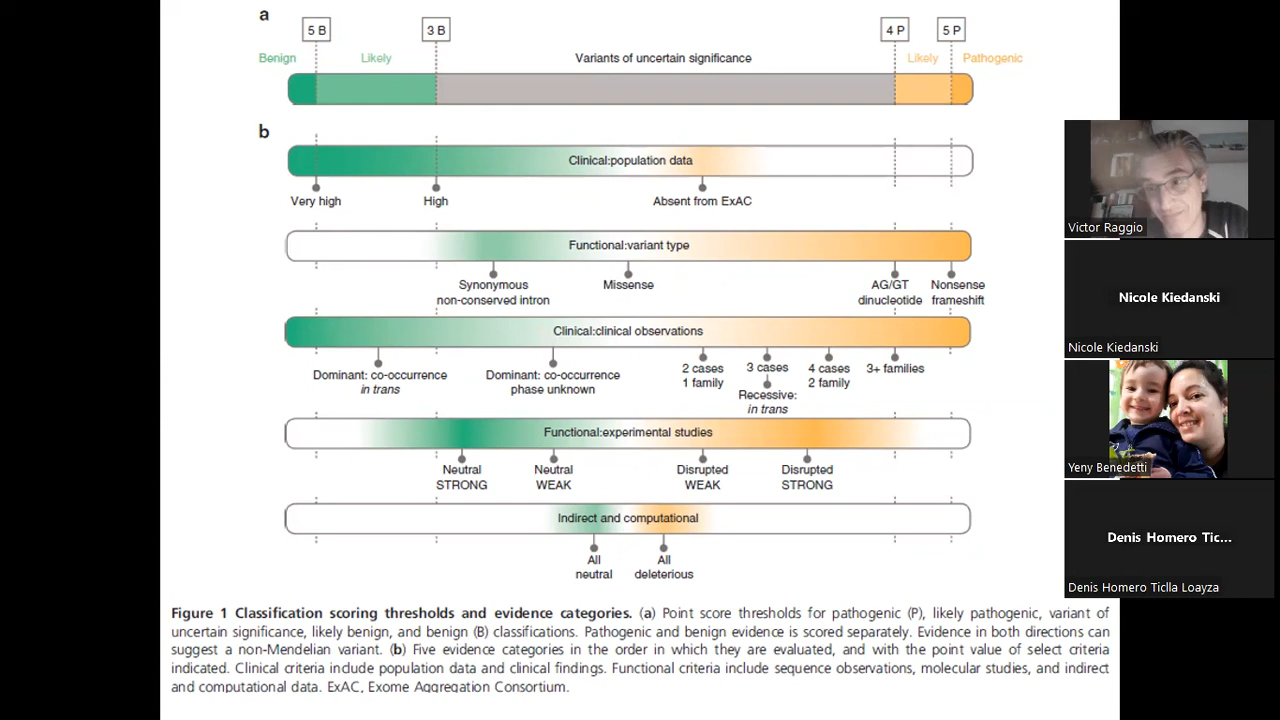 a
5 B
3 B
4 P
5 P
Benign
Likely
Variants of uncertain significance
Likely
Pathogenic
b
Clinical:population data
Very high
High
Absent from ExAC
Functional:variant type
Synonymous
non-conserved intron
Missense
AG/GT
dinucleotide
Nonsense
frameshift
Clinical:clinical observations
Dominant: co-occurrence
in trans
Dominant: co-occurrence
phase unknown
2 cases
1 family
3 cases
Recessive:
in trans
4 cases
2 family
3+ families
Functional:experimental studies
Neutral
STRONG
Neutral
WEAK
Disrupted
WEAK
Disrupted
STRONG
Indirect and computational
All
neutral
All
deleterious
Figure 1 Classification scoring thresholds and evidence categories. (a) Point score thresholds for pathogenic (P), likely pathogenic, variant of
uncertain significance, likely benign, and benign (B) classifications. Pathogenic and benign evidence is scored separately. Evidence in both directions can
suggest a non-Mendelian variant. (b) Five evidence categories in the order in which they are evaluated, and with the point value of select criteria
indicated. Clinical criteria include population data and clinical findings. Functional criteria include sequence observations, molecular studies, and indirect
and computational data. ExAC, Exome Aggregation Consortium.
Victor Raggio
Nicole Kiedanski
Nicole Kiedanski
Yeny Benedetti
Denis Homero Tic...
Denis Homero Ticlla Loayza